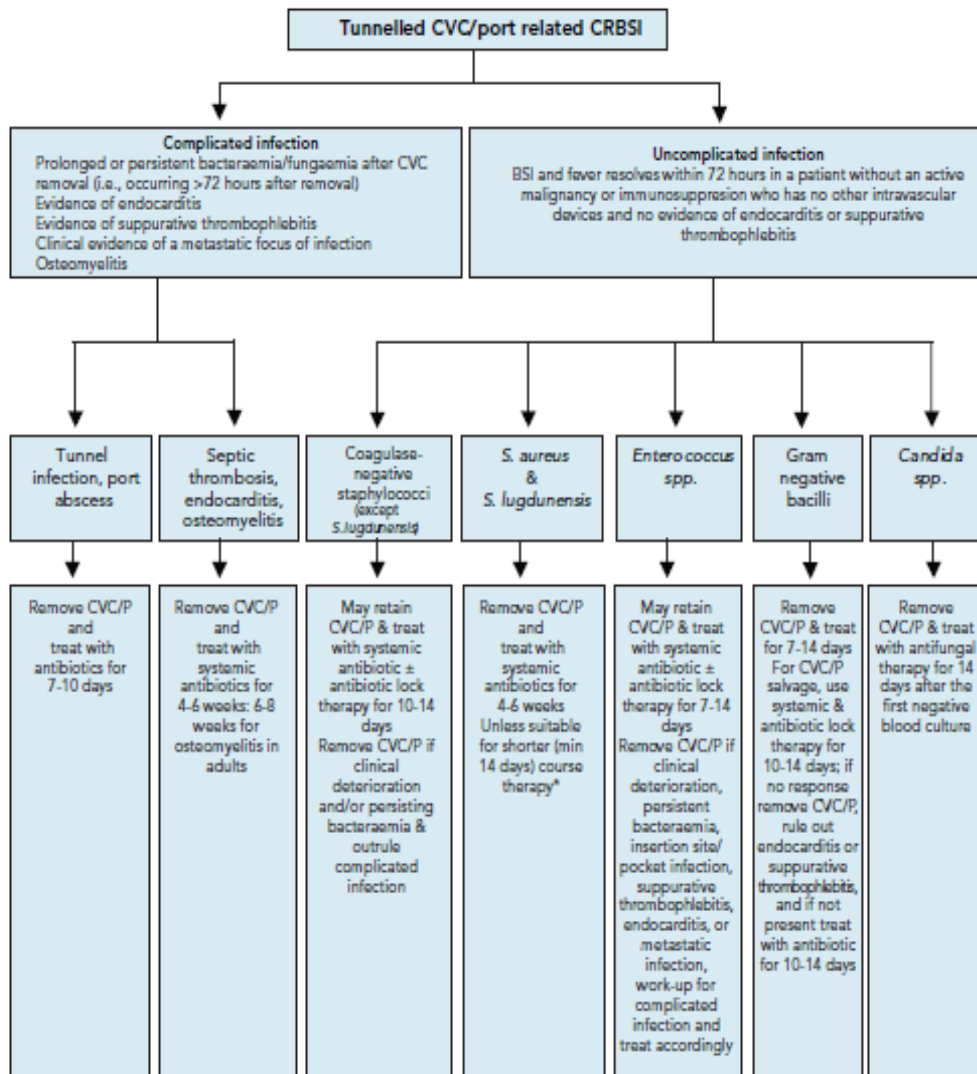 Tunnelled CVC/port related CRBSI
Complicated infection
Prolonged or persistent bacteraemia/fungaemia after CVC
removal (i.e., occurring >72 hours after removal)
Evidence of endocarditis
Evidence of suppurative thrombophlebitis
Clinical evidence of a metastatic focus of infection
Osteomyelitis
Uncomplicated infection
BSI and fever resolves within 72 hours in a patient without an active
malignancy or immunosuppresion who has no other intravascular
devices and no evidence of endocarditis or suppurative
thrombophlebitis
Tunnel
infection, port
abscess
Septic
thrombosis,
endocarditis,
osteomyelitis
Coagulase-
negative
staphylococci
(except
S.lugdunensis)
S. aureus
&
S. lugdunensis
Enterococcus
spp.
Gram
negative
bacilli
Candida
spp.
Remove CVC/P
and
treat with
antibiotics for
7-10 days
Remove CVC/P
and
treat with
systemic
antibiotics for
4-6 weeks: 6-8
weeks for
osteomyelitis in
adults
May retain
CVC/P & treat
with systemic
antibiotic ±
antibiotic lock
therapy for 10-14
days
Remove CVC/P if
clinical
deterioration
and/or persisting
bacteraemia &
outrule
complicated
infection
Remove CVC/P
and
treat with
systemic
antibiotics for
4-6 weeks
Unless suitable
for shorter (min
14 days) course
therapy*
May retain
CVC/P & treat
with systemic
antibiotic ±
antibiotic lock
therapy for 7-14
days
Remove CVC/P if
clinical
deterioration,
persistent
bacteraemia,
insertion site/
pocket infection,
suppurative
thrombophlebitis,
endocarditis, or
metastatic
infection,
work-up for
complicated
infection and
treat accordingly
Remove
CVC/P & treat
for 7-14 days
For CVC/P
salvage, use
systemic &
antibiotic lock
therapy for
10-14 days; if
no response
remove CVC/P,
rule out
endocarditis or
suppurative
thrombophlebitis,
and if not
present treat
with antibiotic
for 10-14 days
Remove
CVC/P & treat
with antifungal
therapy for 14
days after the
first negative
blood culture